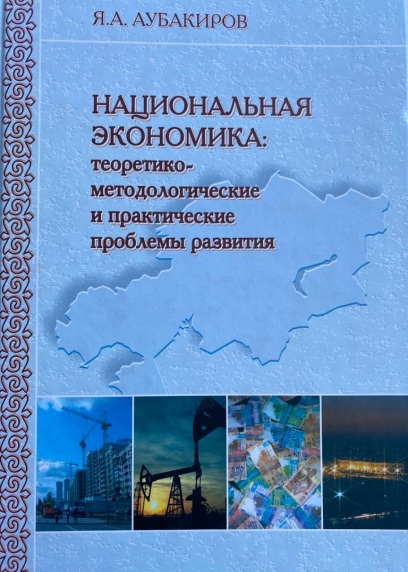 Я.А. АУБАКИРОВ
НАЦИОНАЛЬНАЯ
ЭКОНОМИКА:
теоретико-
методологические
и практические
проблемы развития